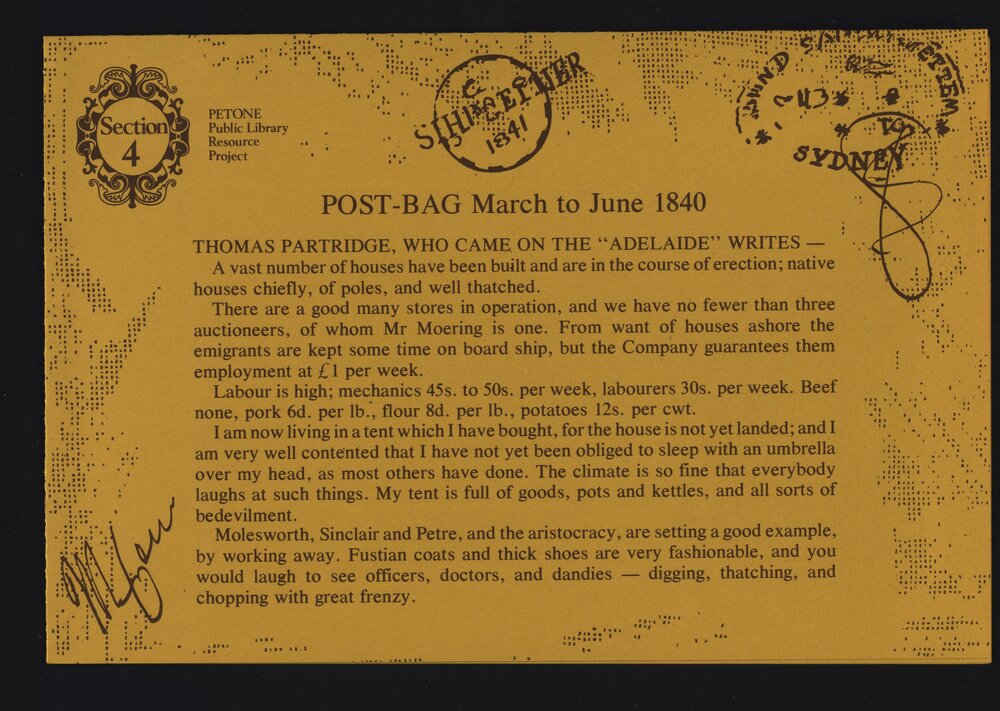 Section
4
PETONE
Public Library
Resource
Project
1841
TO
SYDNEY
POST-BAG March to June 1840
THOMAS PARTRIDGE, WHO CAME ON THE “ADELAIDE” WRITES —
A vast number of houses have been built and are in the course of erection; native
houses chiefly, of poles, and well thatched.
There are a good many stores in operation, and we have no fewer than three
auctioneers, of whom Mr Moering is one. From want of houses ashore the
emigrants are kept some time on board ship, but the Company guarantees them
employment at £1 per week.
Labour is high; mechanics 45s. to 50s. per week, labourers 30s. per week. Beef
none, pork 6d. per lb., flour 8d. per lb., potatoes 12s. per cwt.
I am now living in a tent which I have bought, for the house is not yet landed; and I
am very well contented that I have not yet been obliged to sleep with an umbrella
over my head, as most others have done. The climate is so fine that everybody
laughs at such things. My tent is full of goods, pots and kettles, and all sorts of
bedevilment.
Molesworth, Sinclair and Petre, and the aristocracy, are setting a good example,
by working away. Fustian coats and thick shoes are very fashionable, and you
would laugh to see officers, doctors, and dandies — digging, thatching, and
chopping with great frenzy.